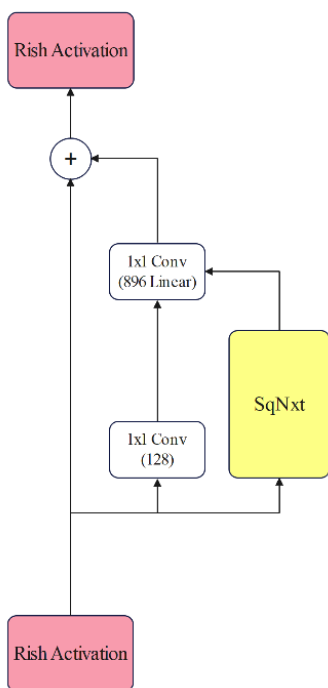 Rish Activation
+
1x1 Conv
(896 Linear)
SqNxt
1x1 Conv
(128)
Rish Activation